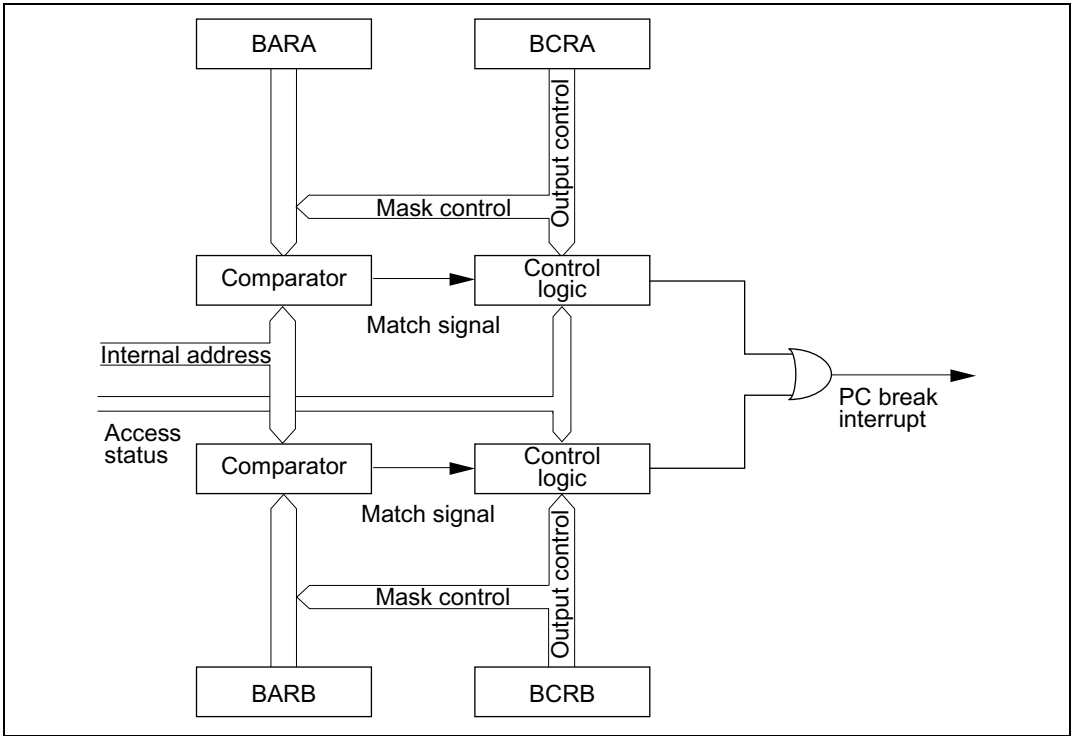 BARA
BCRA
Output control
Mask control
Comparator
Control
logic
Match signal
Internal address
Access
status
PC break
interrupt
Comparator
Control
logic
Match signal
Output control
Mask control
BARB
BCRB